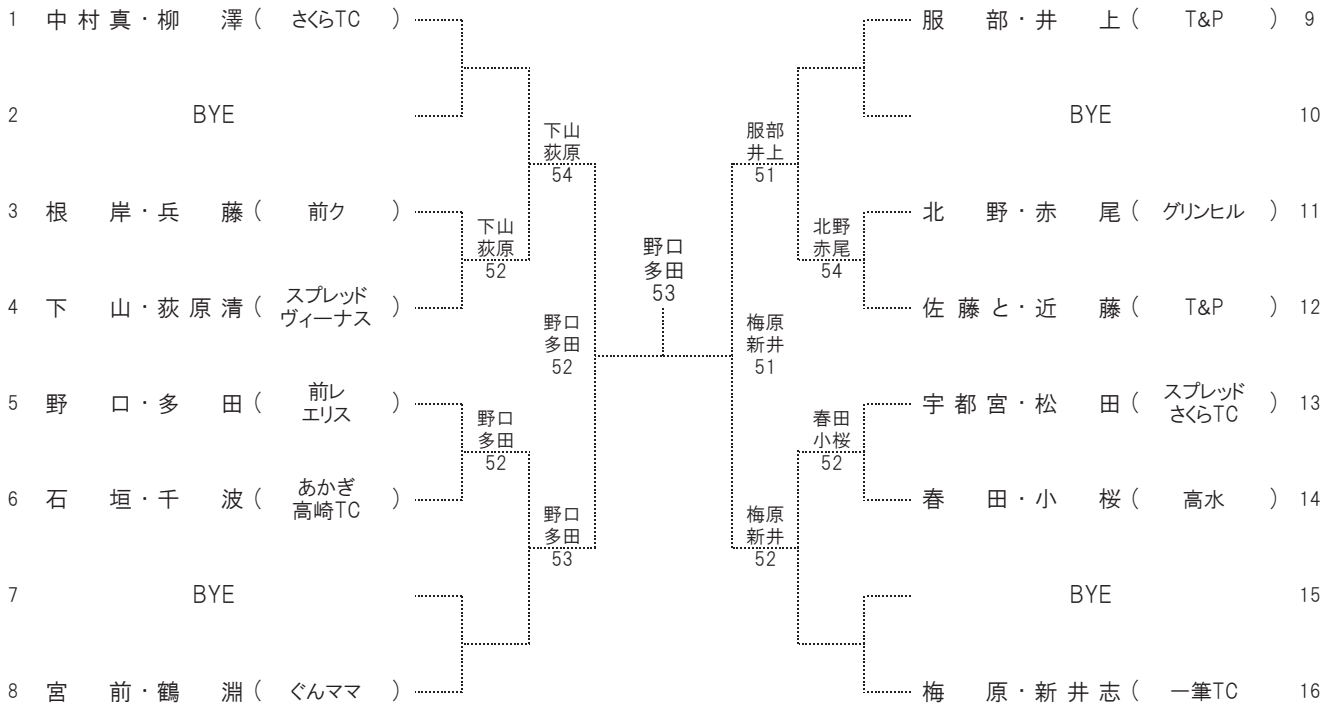 1 中村真・柳 澤 ( さくらTC )
2 BYE
3 根 岸・兵 藤 ( 前ク )
4 下 山・荻原清 ( スプレッド ヴィーナス )
5 野 口・多 田 ( 前レ エリス )
6 石 垣・千 波 ( あかぎ 高崎TC )
7 BYE
8 宮 前・鶴 淵 ( ぐんママ )
下山
荻原
52
野口
多田
52
下山
荻原
54
野口
多田
53
野口
多田
52
野口
多田
53
梅原
新井
51
服部
井上
51
梅原
新井
52
北野
赤尾
54
春田
小桜
52
服 部・井 上 ( T&P ) 9
BYE 10
北 野・赤 尾 ( グリンヒル ) 11
佐藤と・近 藤 ( T&P ) 12
宇都宮・松 田 ( スプレッド さくらTC ) 13
春 田・小 桜 ( 高水 ) 14
BYE 15
梅 原・新井志 ( 一筆TC ) 16